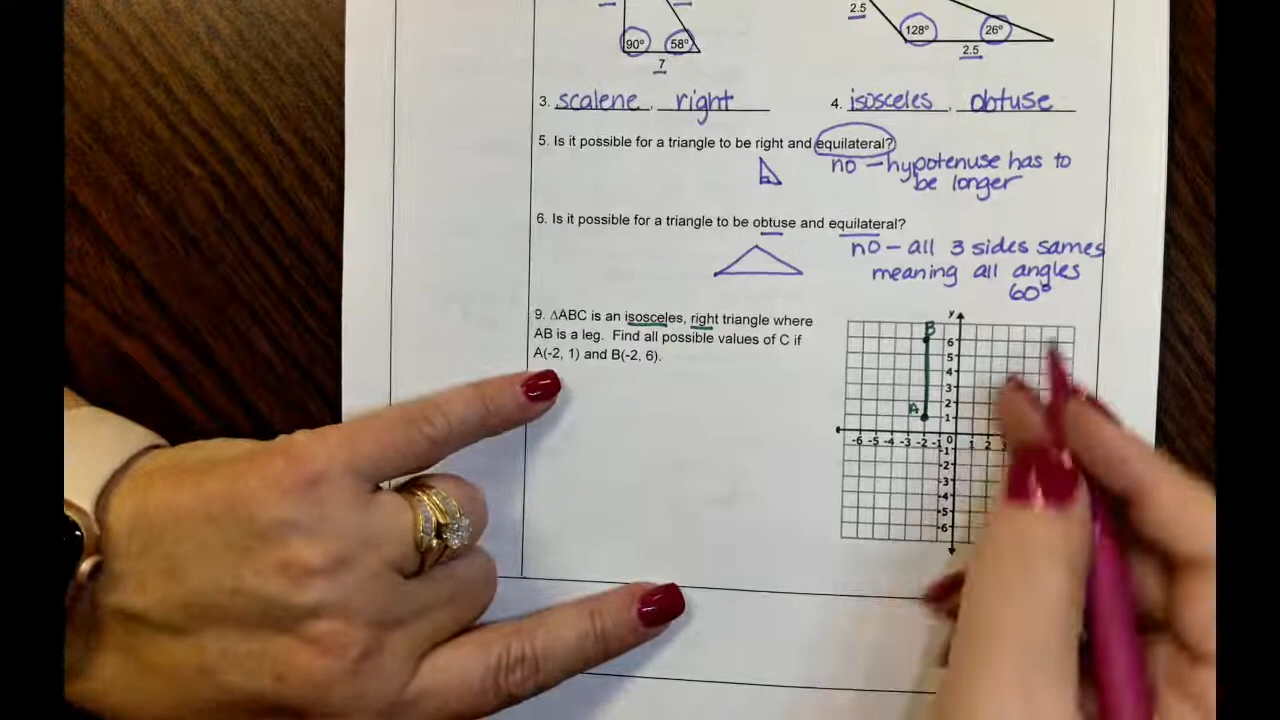 2.5
128°
26°
90°
58°
7
2.5
3. scalene, right
4. isosceles, obtuse
5. Is it possible for a triangle to be right and equilateral?
no – hypotenuse has to
be longer
6. Is it possible for a triangle to be obtuse and equilateral?
no – all 3 sides sames
meaning all angles
60°
9. ΔABC is an isosceles, right triangle where
AB is a leg. Find all possible values of C if
A(-2, 1) and B(-2, 6).
y
B
6
5
4
3
2
A
1
-6 -5 -4 -3 -2 -1 0 1 2
-1
-2
-3
-4
-5
-6